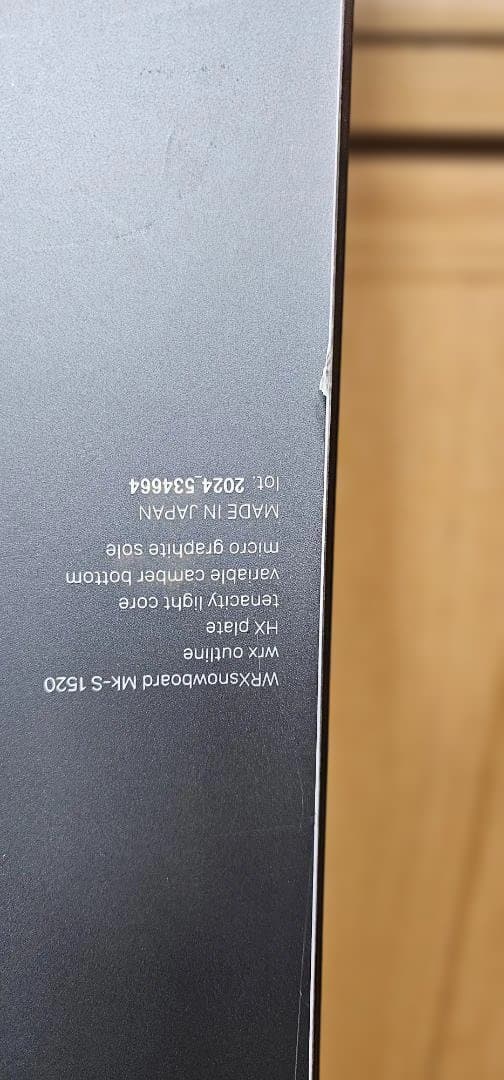 WRXsnowboard Mk-S 1520
wrx outline
HX plate
tenacity light core
variable camber bottom
micro graphite sole
MADE IN JAPAN
lot. 2024_534664